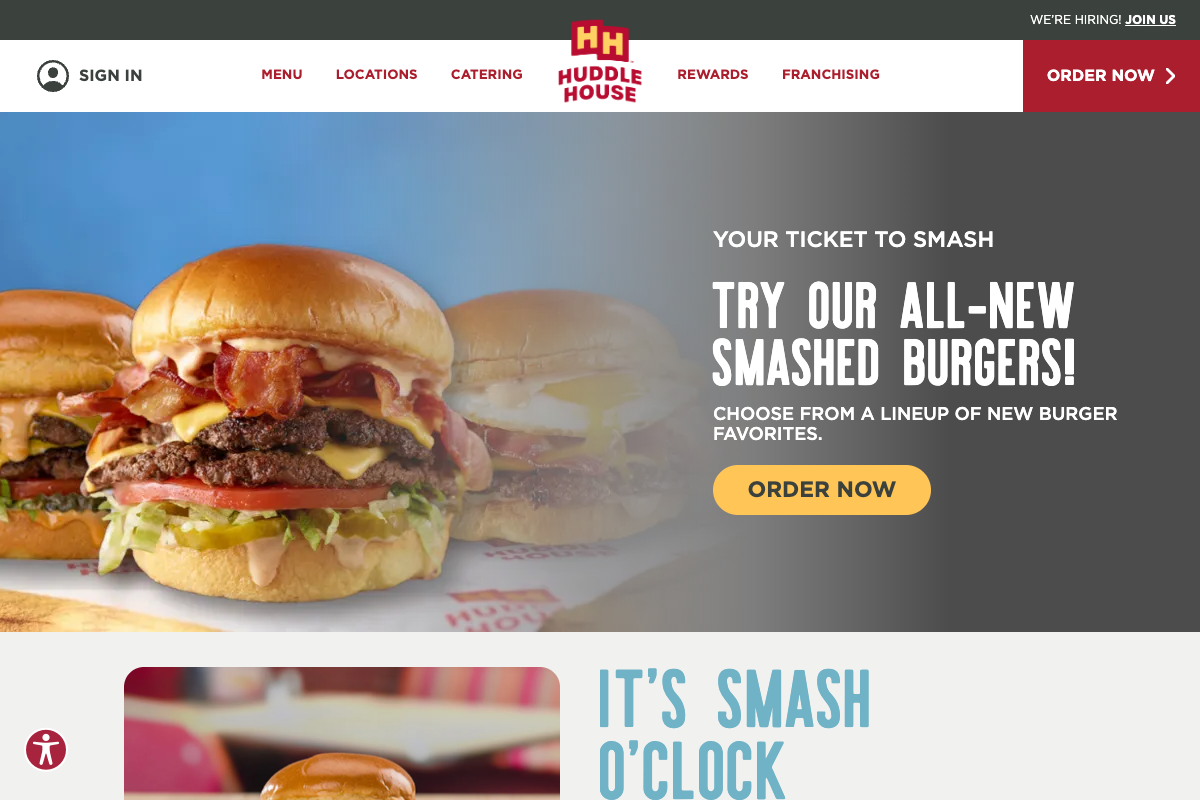 WE'RE HIRING! JOIN US
SIGN IN
MENU
LOCATIONS
CATERING
HH
HUDDLE
HOUSE
REWARDS
FRANCHISING
ORDER NOW
YOUR TICKET TO SMASH
TRY OUR ALL-NEW
SMASHED BURGERS!
CHOOSE FROM A LINEUP OF NEW BURGER
FAVORITES.
ORDER NOW
HUDDLE
HOUSE
IT'S SMASH
O'CLOCK